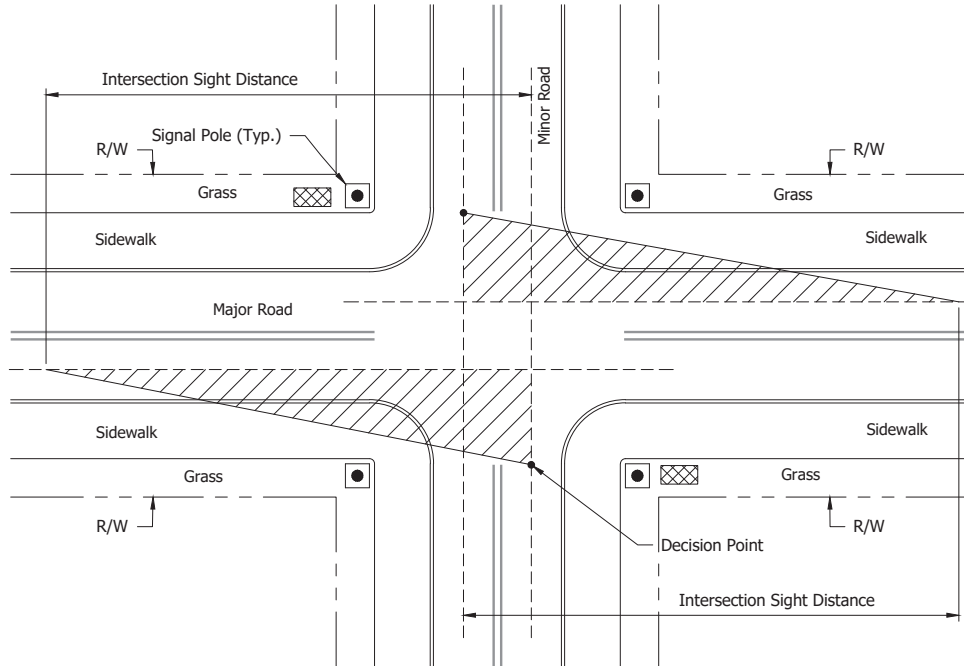 Intersection Sight Distance
Minor Road
Signal Pole (Typ.)
R/W
R/W
Grass
Grass
Sidewalk
Sidewalk
Major Road
Sidewalk
Sidewalk
Grass
Grass
R/W
R/W
Decision Point
Intersection Sight Distance